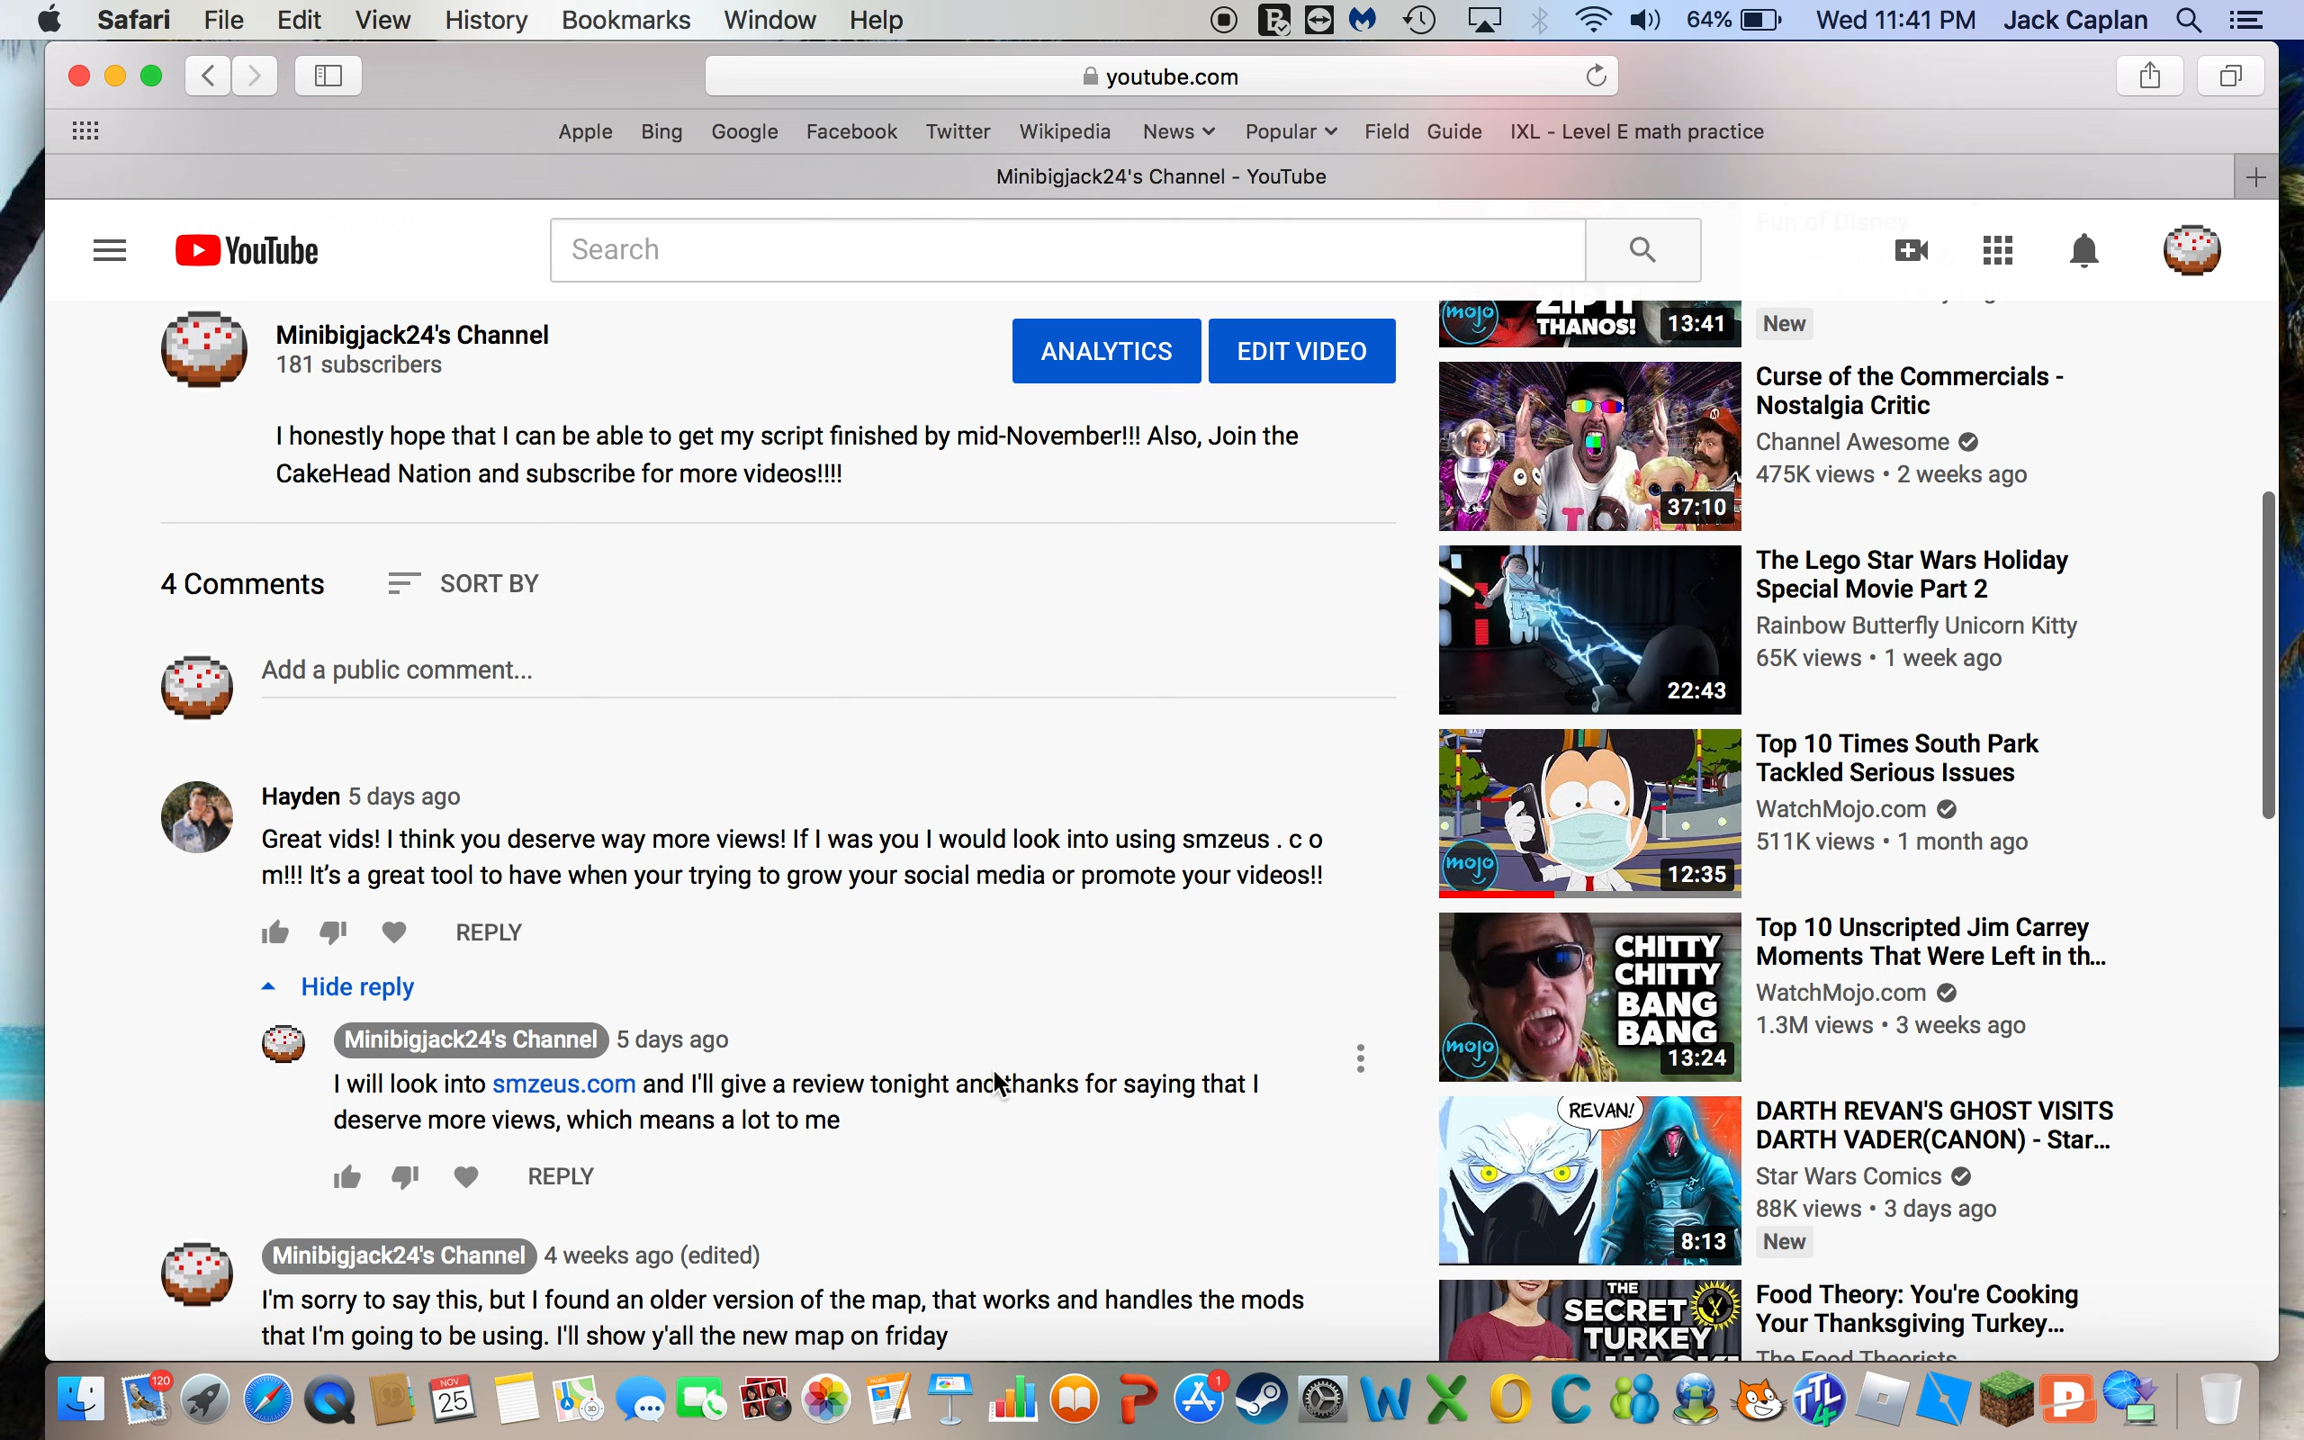 Safari File Edit View History Bookmarks Window Help 64% Wed 11:41 PM Jack Caplan
youtube.com
Apple Bing Google Facebook Twitter Wikipedia News Popular Field Guide IXL - Level E math practice
Minibigjack24's Channel - YouTube
Fun of Disney
YouTube
Search
Minibigjack24's Channel
181 subscribers
ANALYTICS EDIT VIDEO
I honestly hope that I can be able to get my script finished by mid-November!!! Also, Join the
CakeHead Nation and subscribe for more videos!!!!
4 Comments SORT BY
Add a public comment...
Hayden 5 days ago
Great vids! I think you deserve way more views! If I was you I would look into using smzeus . c o
m!!! It's a great tool to have when your trying to grow your social media or promote your videos!!
REPLY
Hide reply
Minibigjack24's Channel 5 days ago
I will look into smzeus.com and I'll give a review tonight and thanks for saying that I
deserve more views, which means a lot to me
REPLY
Minibigjack24's Channel 4 weeks ago (edited)
I'm sorry to say this, but I found an older version of the map, that works and handles the mods
that I'm going to be using. I'll show y'all the new map on friday
mojo
ZIP IT
THANOS!
13:41
New
37:10
Curse of the Commercials -
Nostalgia Critic
Channel Awesome
475K views • 2 weeks ago
22:43
The Lego Star Wars Holiday
Special Movie Part 2
Rainbow Butterfly Unicorn Kitty
65K views • 1 week ago
mojo
12:35
Top 10 Times South Park
Tackled Serious Issues
WatchMojo.com
511K views • 1 month ago
CHITTY
CHITTY
BANG
BANG
mojo
13:24
Top 10 Unscripted Jim Carrey
Moments That Were Left in th...
WatchMojo.com
1.3M views • 3 weeks ago
REVAN!
8:13
DARTH REVAN'S GHOST VISITS
DARTH VADER(CANON) - Star...
Star Wars Comics
88K views • 3 days ago
New
THE
SECRET
TURKEY
HACK!
Food Theory: You're Cooking
Your Thanksgiving Turkey...
The Food Theorists
120
NOV
25
3D
1
TTL
4